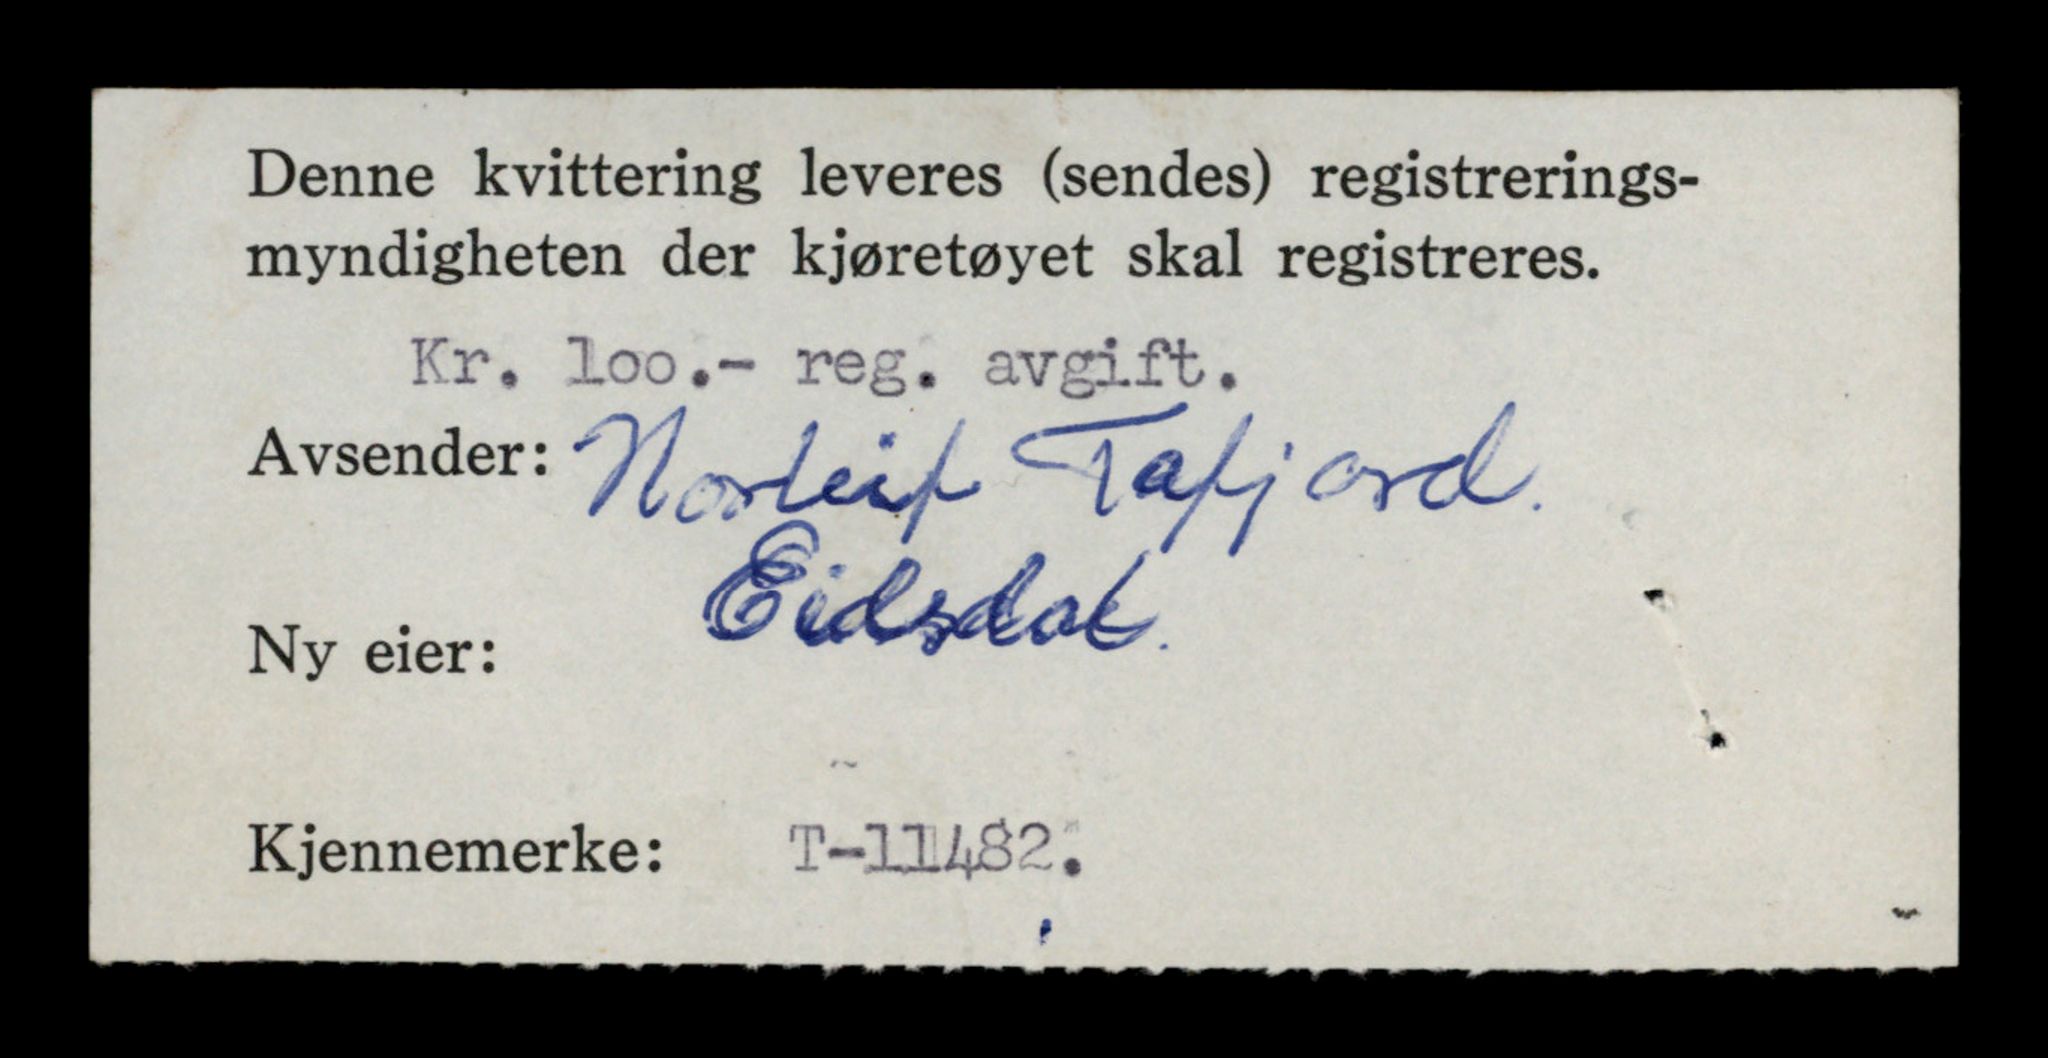 Denne kvittering leveres (sendes) registrerings-
myndigheten der kjøretøyet skal registreres.
Kr. loo.- reg. avgift.
Avsender: Norleif Tafjord.
Eidsdal.
Ny eier:
Kjennemerke: T-11482.